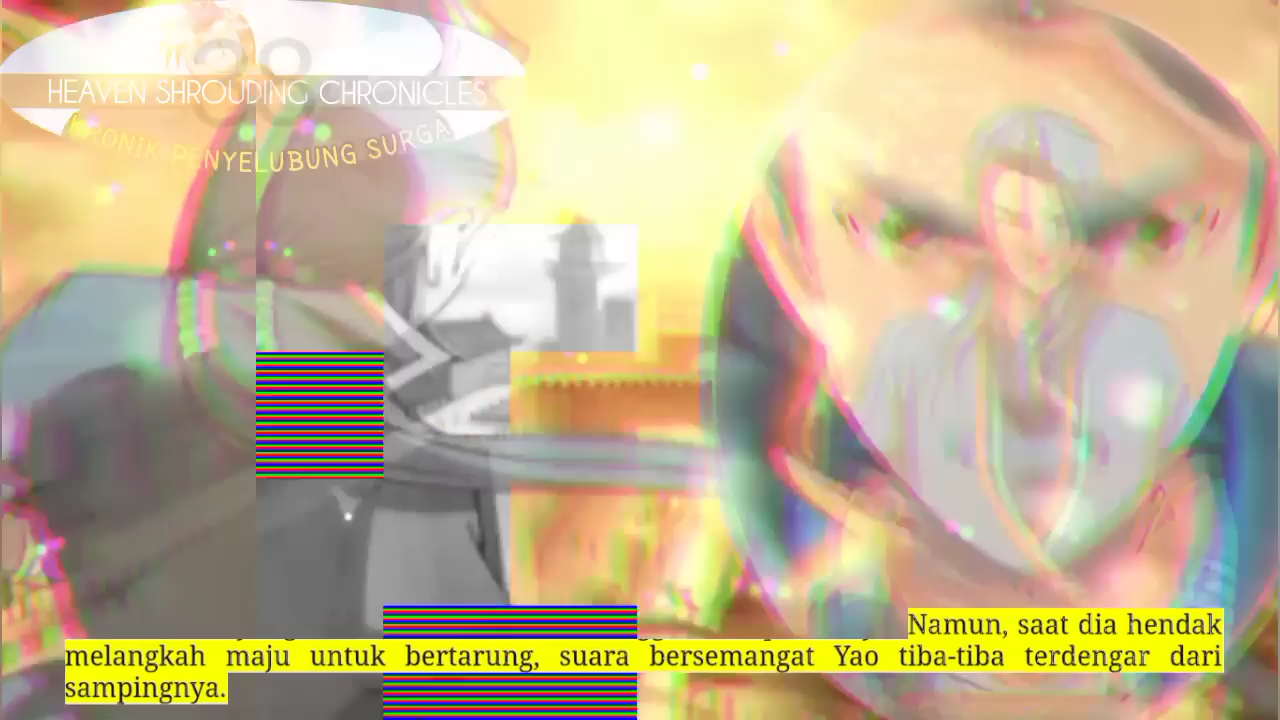 HEAVEN SHROUDING CHRONICLES
KRONIK PENYELUBUNG SURGA
Namun, saat dia hendak
melangkah maju untuk bertarung, suara bersemangat Yao tiba-tiba terdengar dari
sampingnya.